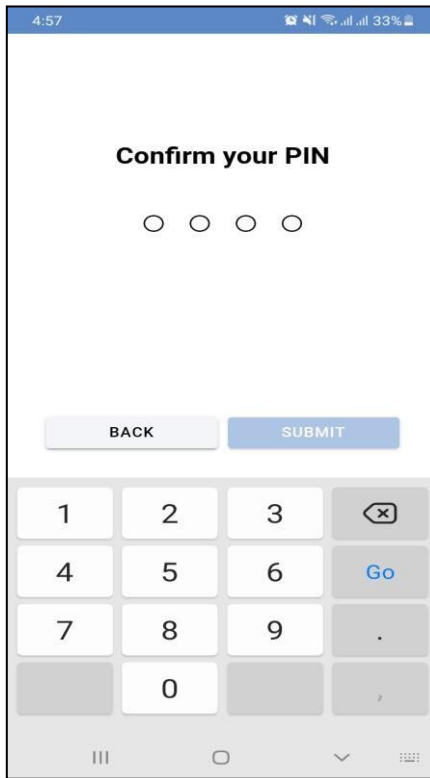 4:57 33%
Confirm your PIN
BACK SUBMIT
1 2 3
4 5 6 Go
7 8 9 .
0 ,